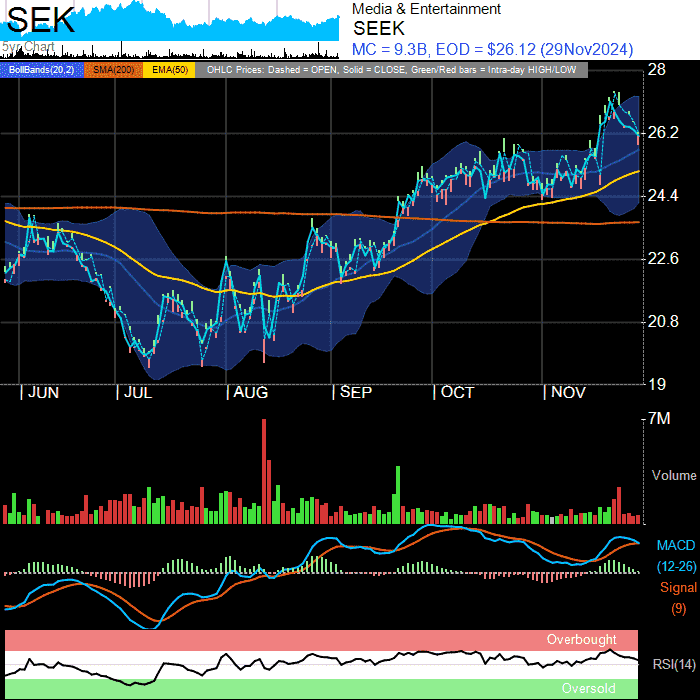 SEK
5yr Chart
Media & Entertainment
SEEK
MC = 9.3B, EOD = $26.12 (29Nov2024)
BollBands(20,2) SMA(200) EMA(50) OHLC Prices: Dashed = OPEN, Solid = CLOSE, Green/Red bars = Intra-day HIGH/LOW
28
26.2
24.4
22.6
20.8
19
JUN JUL AUG SEP OCT NOV
7M
Volume
MACD
(12-26)
Signal
(9)
Overbought
RSI(14)
Oversold